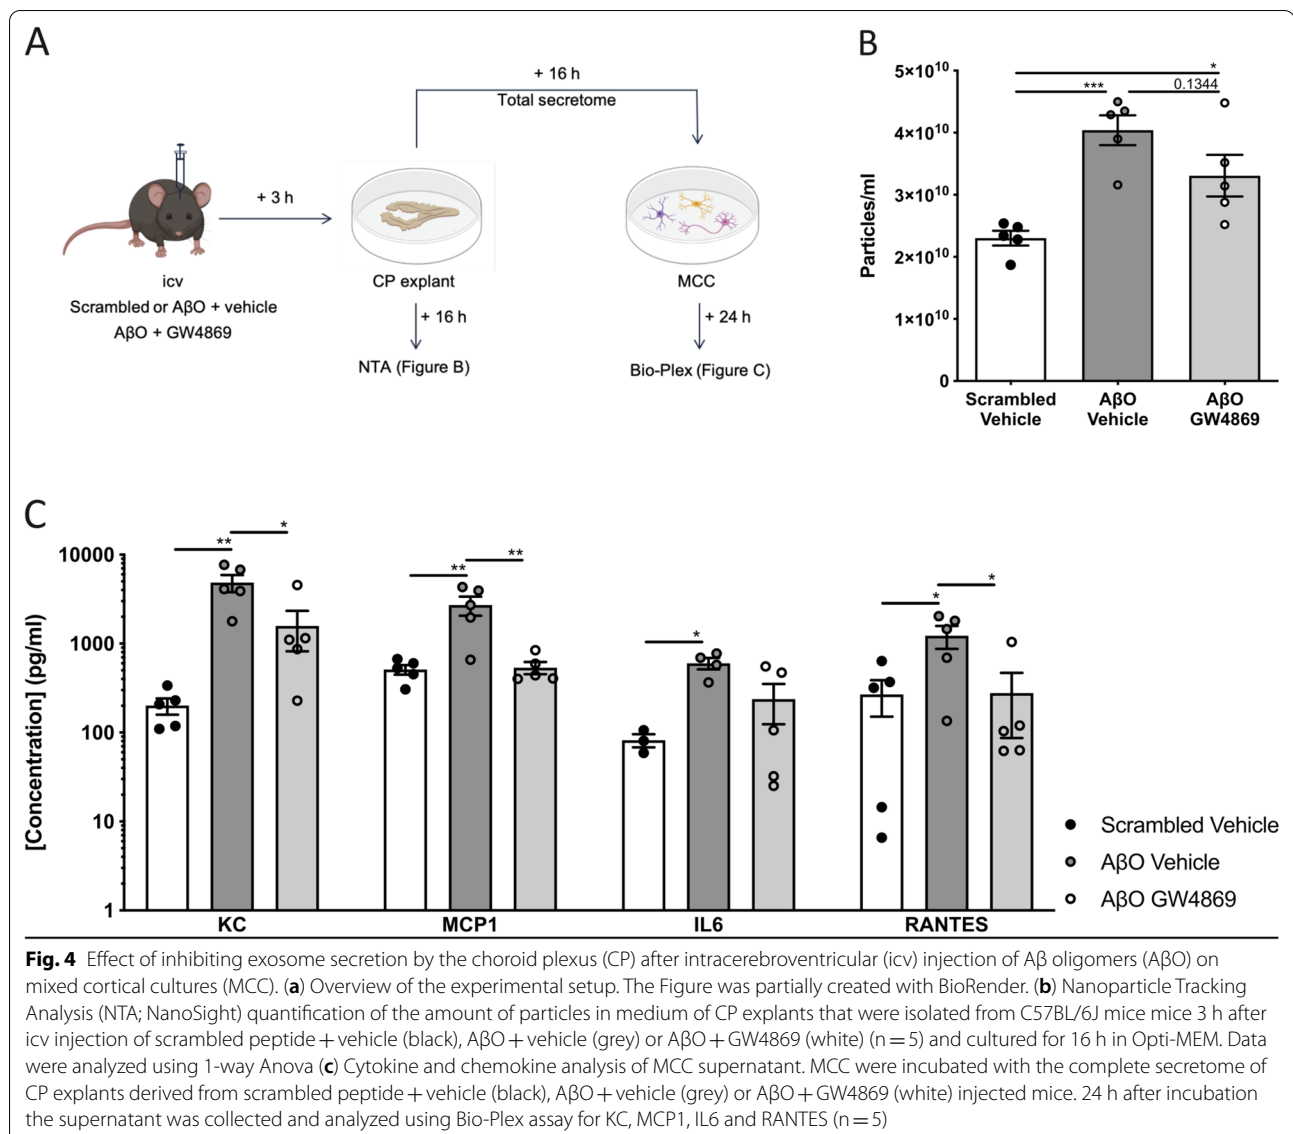 A
+ 16 h
Total secretome
+ 3 h
icv
Scrambled or AβO + vehicle
AβO + GW4869
CP explant
MCC
+ 16 h
+ 24 h
NTA (Figure B)
Bio-Plex (Figure C)
B
Particles/ml
5×10¹⁰
4×10¹⁰
3×10¹⁰
2×10¹⁰
1×10¹⁰
0
*
***
0.1344
Scrambled
Vehicle
AβO
Vehicle
AβO
GW4869
C
[Concentration] (pg/ml)
10000
1000
100
10
1
**
*
**
**
*
*
*
KC
MCP1
IL6
RANTES
Scrambled Vehicle
AβO Vehicle
AβO GW4869
Fig. 4 Effect of inhibiting exosome secretion by the choroid plexus (CP) after intracerebroventricular (icv) injection of Aβ oligomers (AβO) on
mixed cortical cultures (MCC). (a) Overview of the experimental setup. The Figure was partially created with BioRender. (b) Nanoparticle Tracking
Analysis (NTA; NanoSight) quantification of the amount of particles in medium of CP explants that were isolated from C57BL/6J mice mice 3 h after
icv injection of scrambled peptide + vehicle (black), AβO + vehicle (grey) or AβO + GW4869 (white) (n = 5) and cultured for 16 h in Opti-MEM. Data
were analyzed using 1-way Anova (c) Cytokine and chemokine analysis of MCC supernatant. MCC were incubated with the complete secretome of
CP explants derived from scrambled peptide + vehicle (black), AβO + vehicle (grey) or AβO + GW4869 (white) injected mice. 24 h after incubation
the supernatant was collected and analyzed using Bio-Plex assay for KC, MCP1, IL6 and RANTES (n = 5)